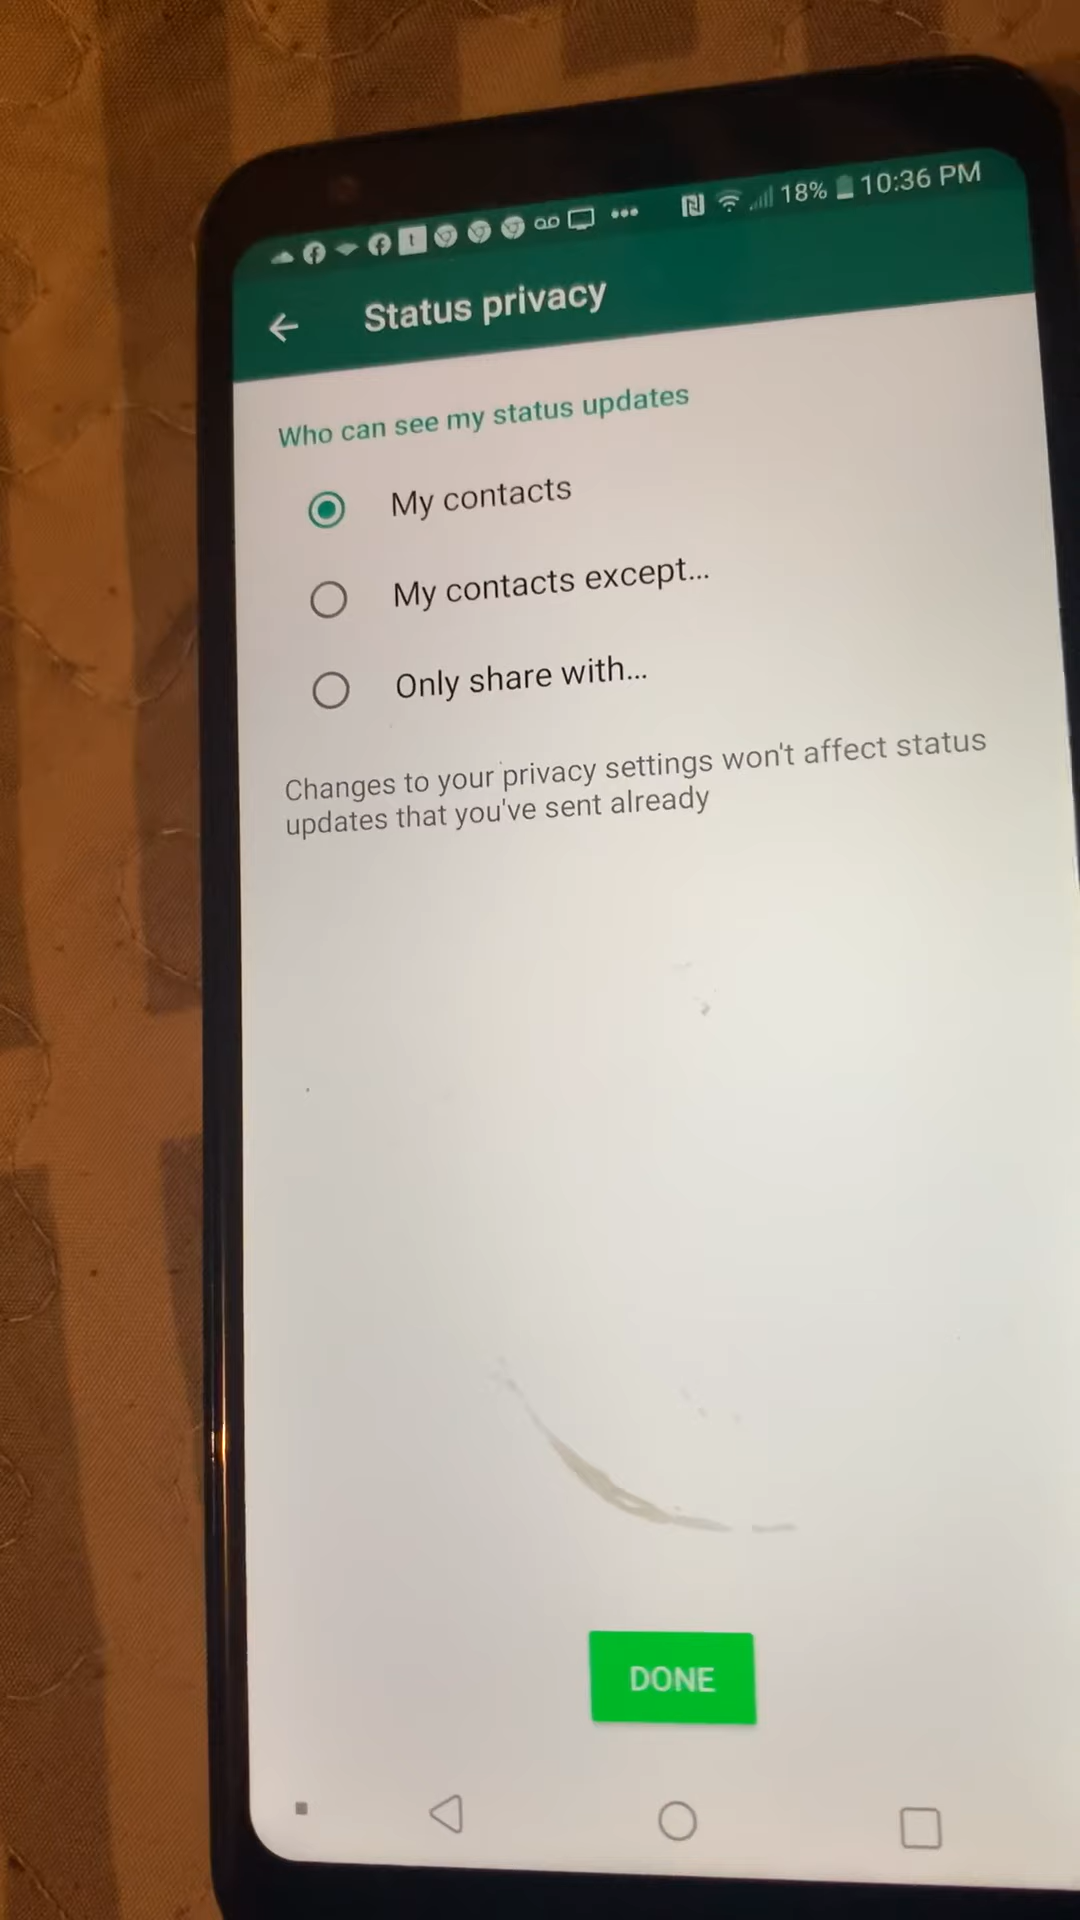 18% 10:36 PM
Status privacy
Who can see my status updates
My contacts
My contacts except...
Only share with...
Changes to your privacy settings won't affect status
updates that you've sent already
DONE